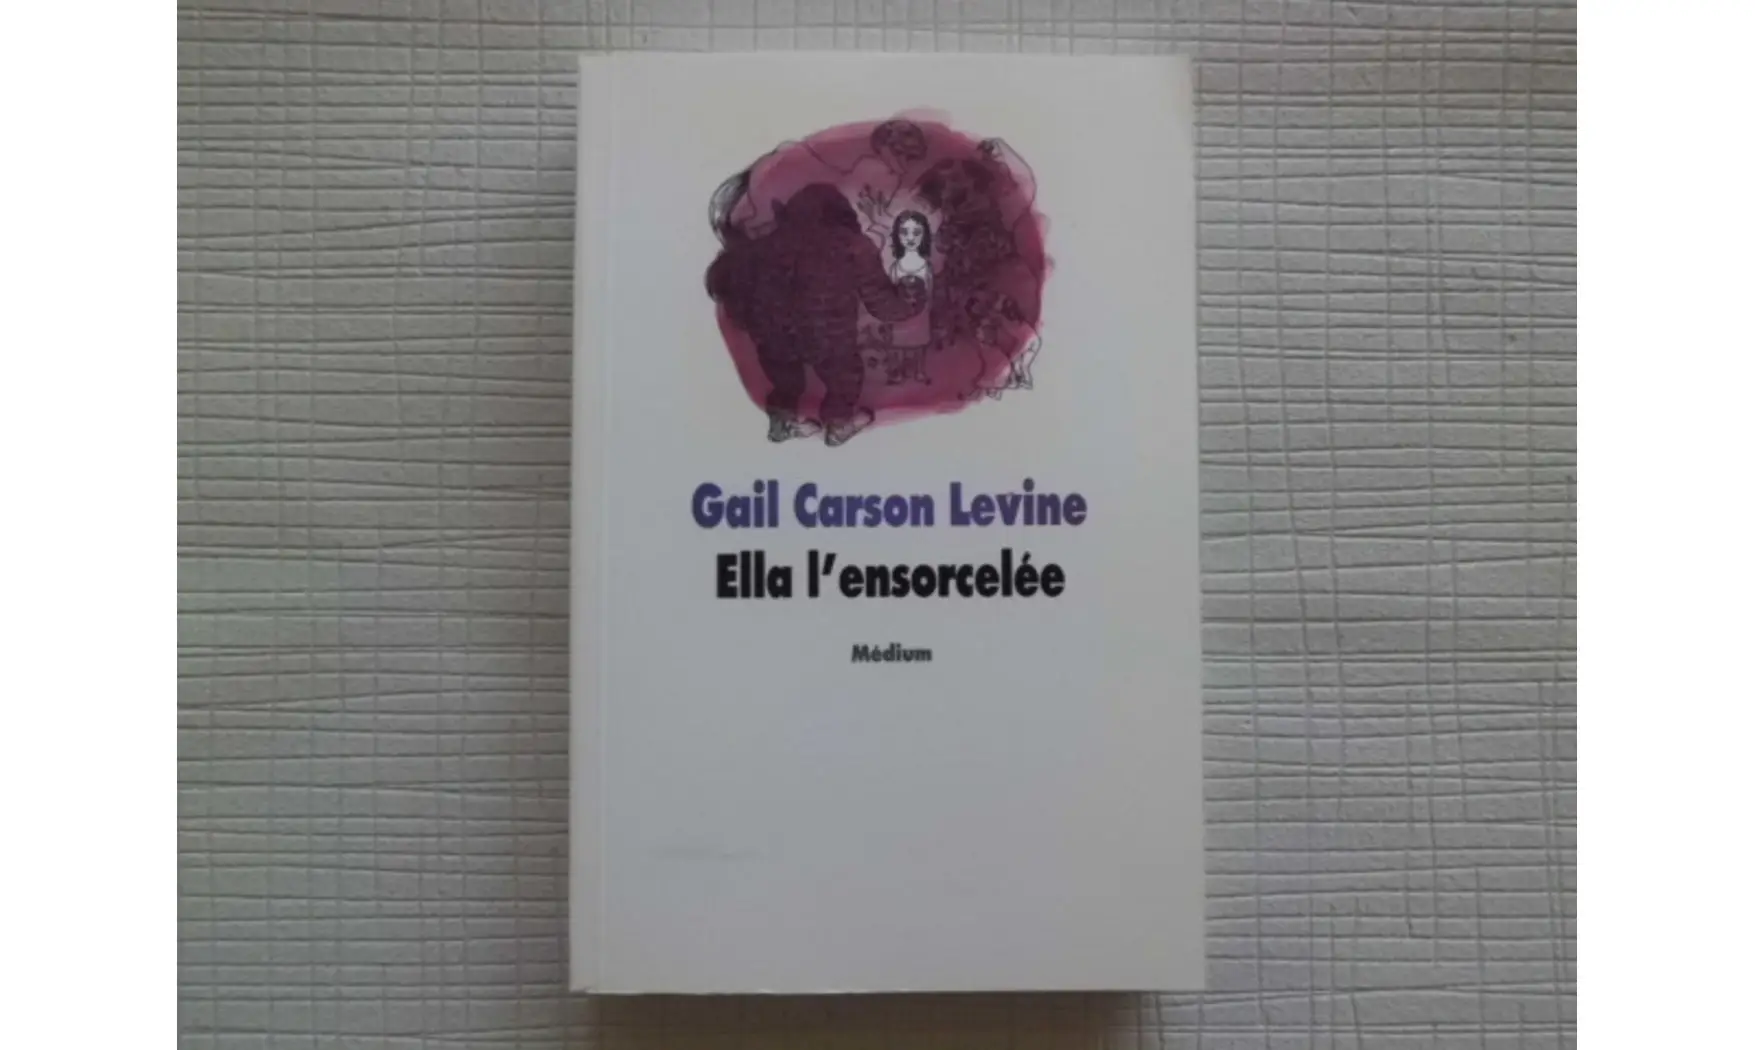 Gail Carson Levine
Ella l'ensorcelée
Médium